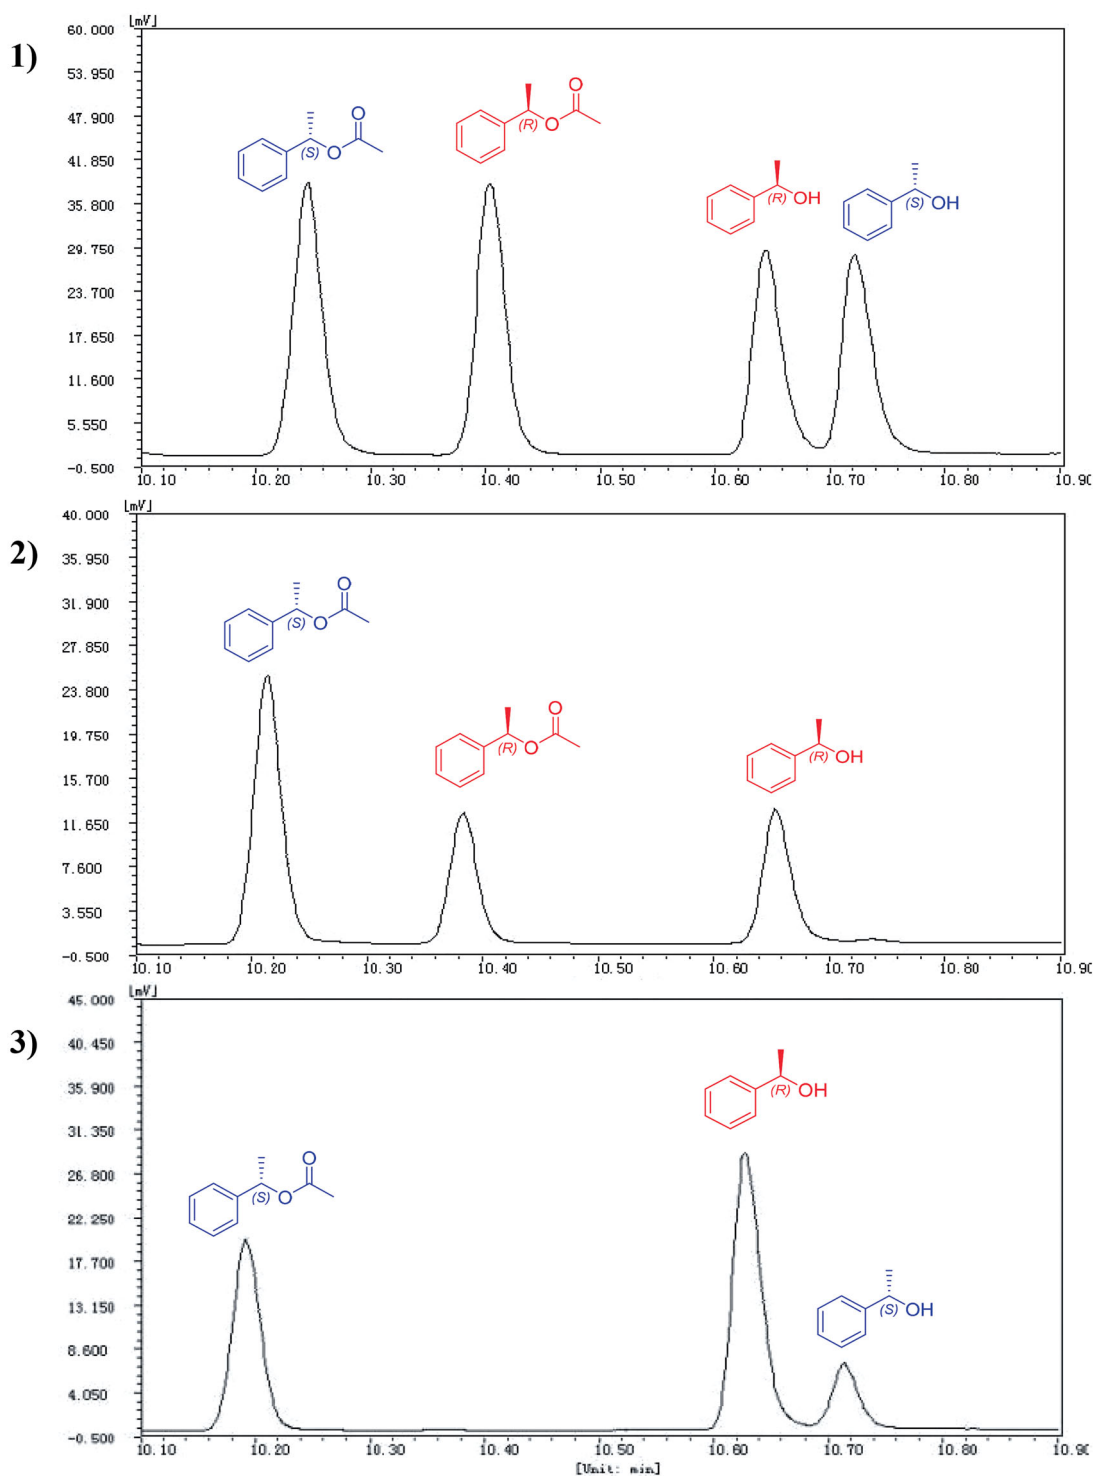 1)
[mV]
60.000
53.950
47.900
41.850
35.800
29.750
23.700
17.650
11.600
5.550
-0.500
(S) O O
(R) O O
(R) OH
(S) OH
10.10 10.20 10.30 10.40 10.50 10.60 10.70 10.80 10.90
2)
[mV]
40.000
35.950
31.900
27.850
23.800
19.750
15.700
11.650
7.600
3.550
-0.500
(S) O O
(R) O O
(R) OH
10.10 10.20 10.30 10.40 10.50 10.60 10.70 10.80 10.90
3)
[mV]
45.000
40.450
35.900
31.350
26.800
22.250
17.700
13.150
8.600
4.050
-0.500
(S) O O
(R) OH
(S) OH
10.10 10.20 10.30 10.40 10.50 10.60 10.70 10.80 10.90
[Unit: min]